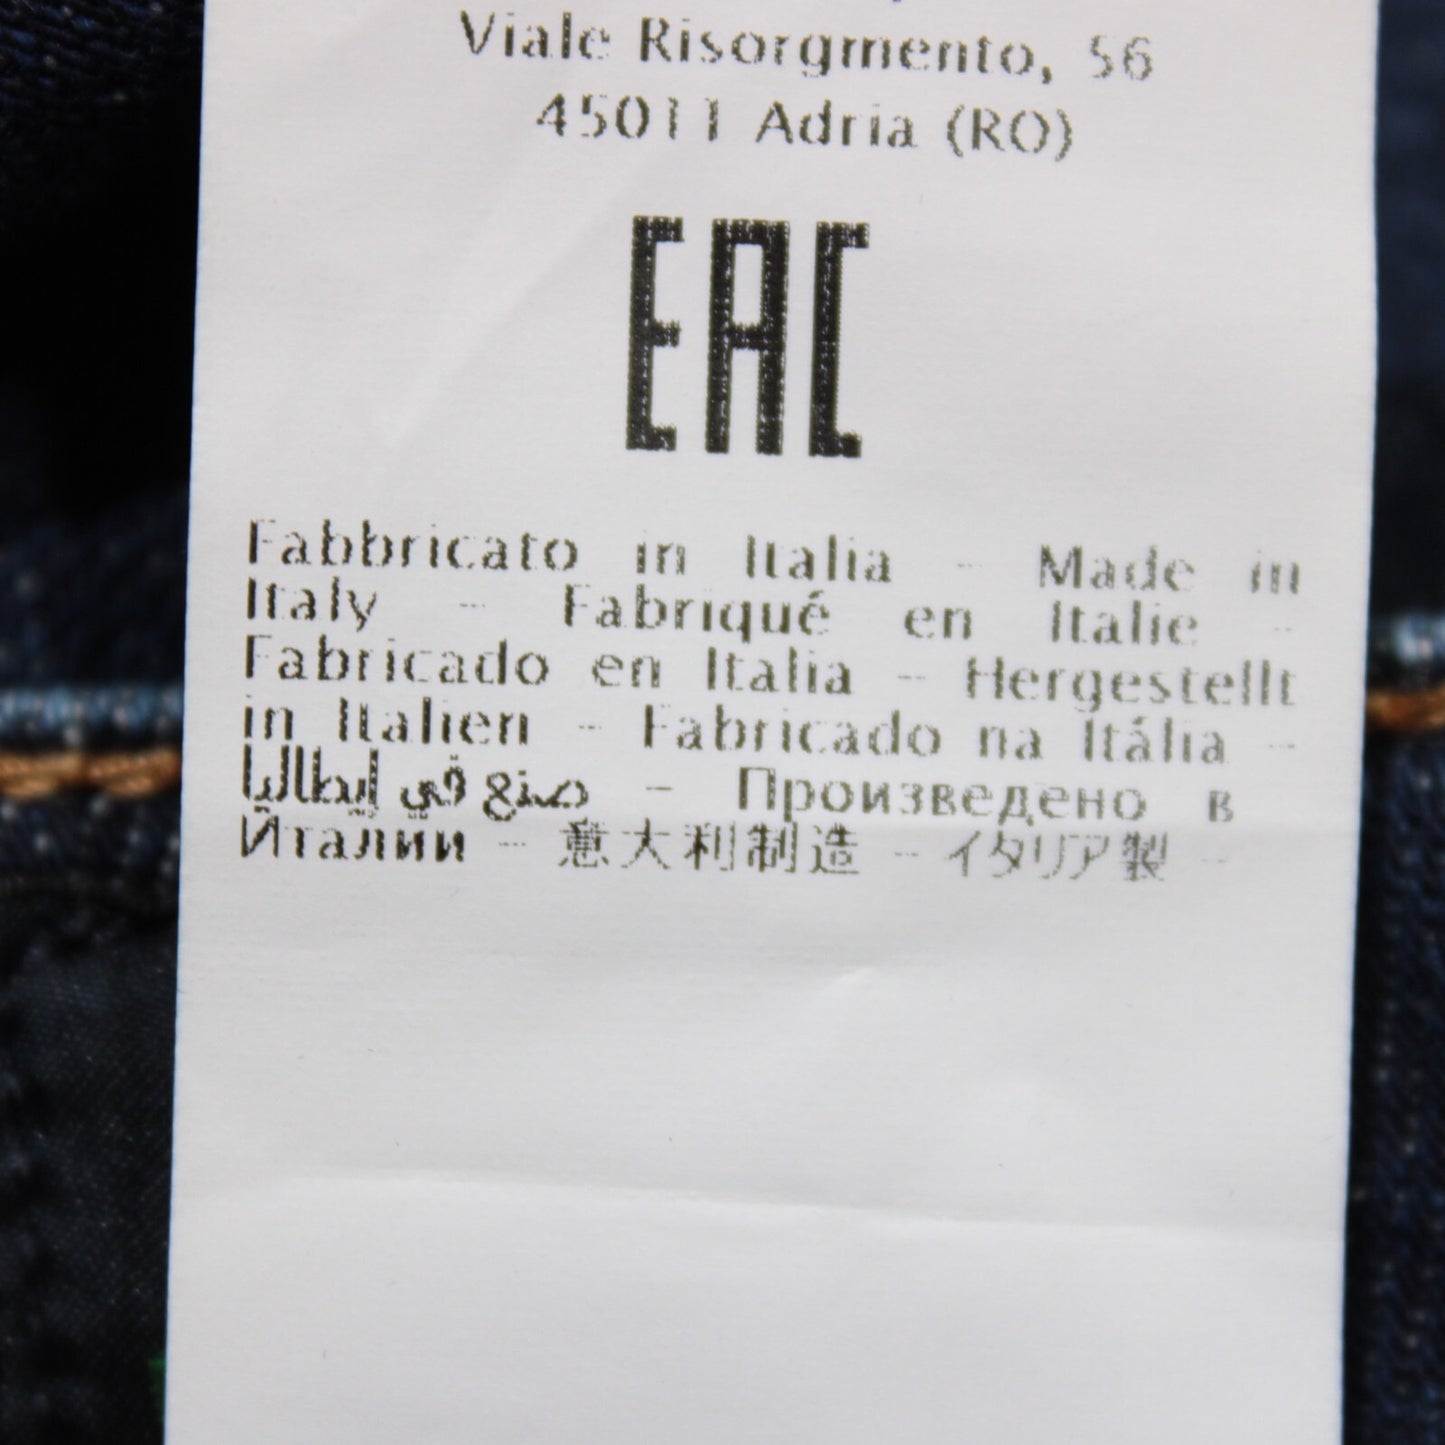 Viale Risorgmento, 56
45011 Adria (RO)
EAC
Fabbricato in Italia - Made in
Italy - Fabriqué en Italie -
Fabricado en Italia - Hergestellt
in Italien - Fabricado na Itália -
صنع في إيطاليا - Произведено в
Италии - 意大利制造 - イタリア製 -